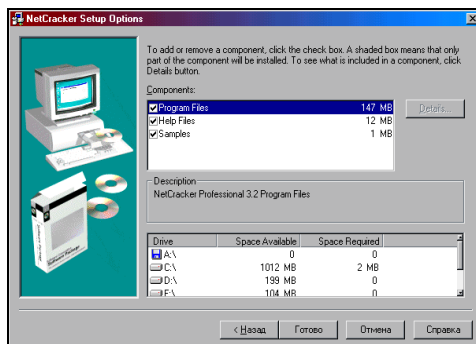 NetCracker Setup Options
To add or remove a component, click the check box. A shaded box means that only
part of the component will be installed. To see what is included in a component, click
Details button.
Components:
Program Files 147 MB
Details...
Help Files 12 MB
Samples 1 MB
Description
NetCracker Professional 3.2 Program Files
Drive Space Available Space Required
A:\ 0 0
C:\ 1012 MB 2 MB
D:\ 199 MB 0
E:\ 104 MB 0
< Назад Готово Отмена Справка